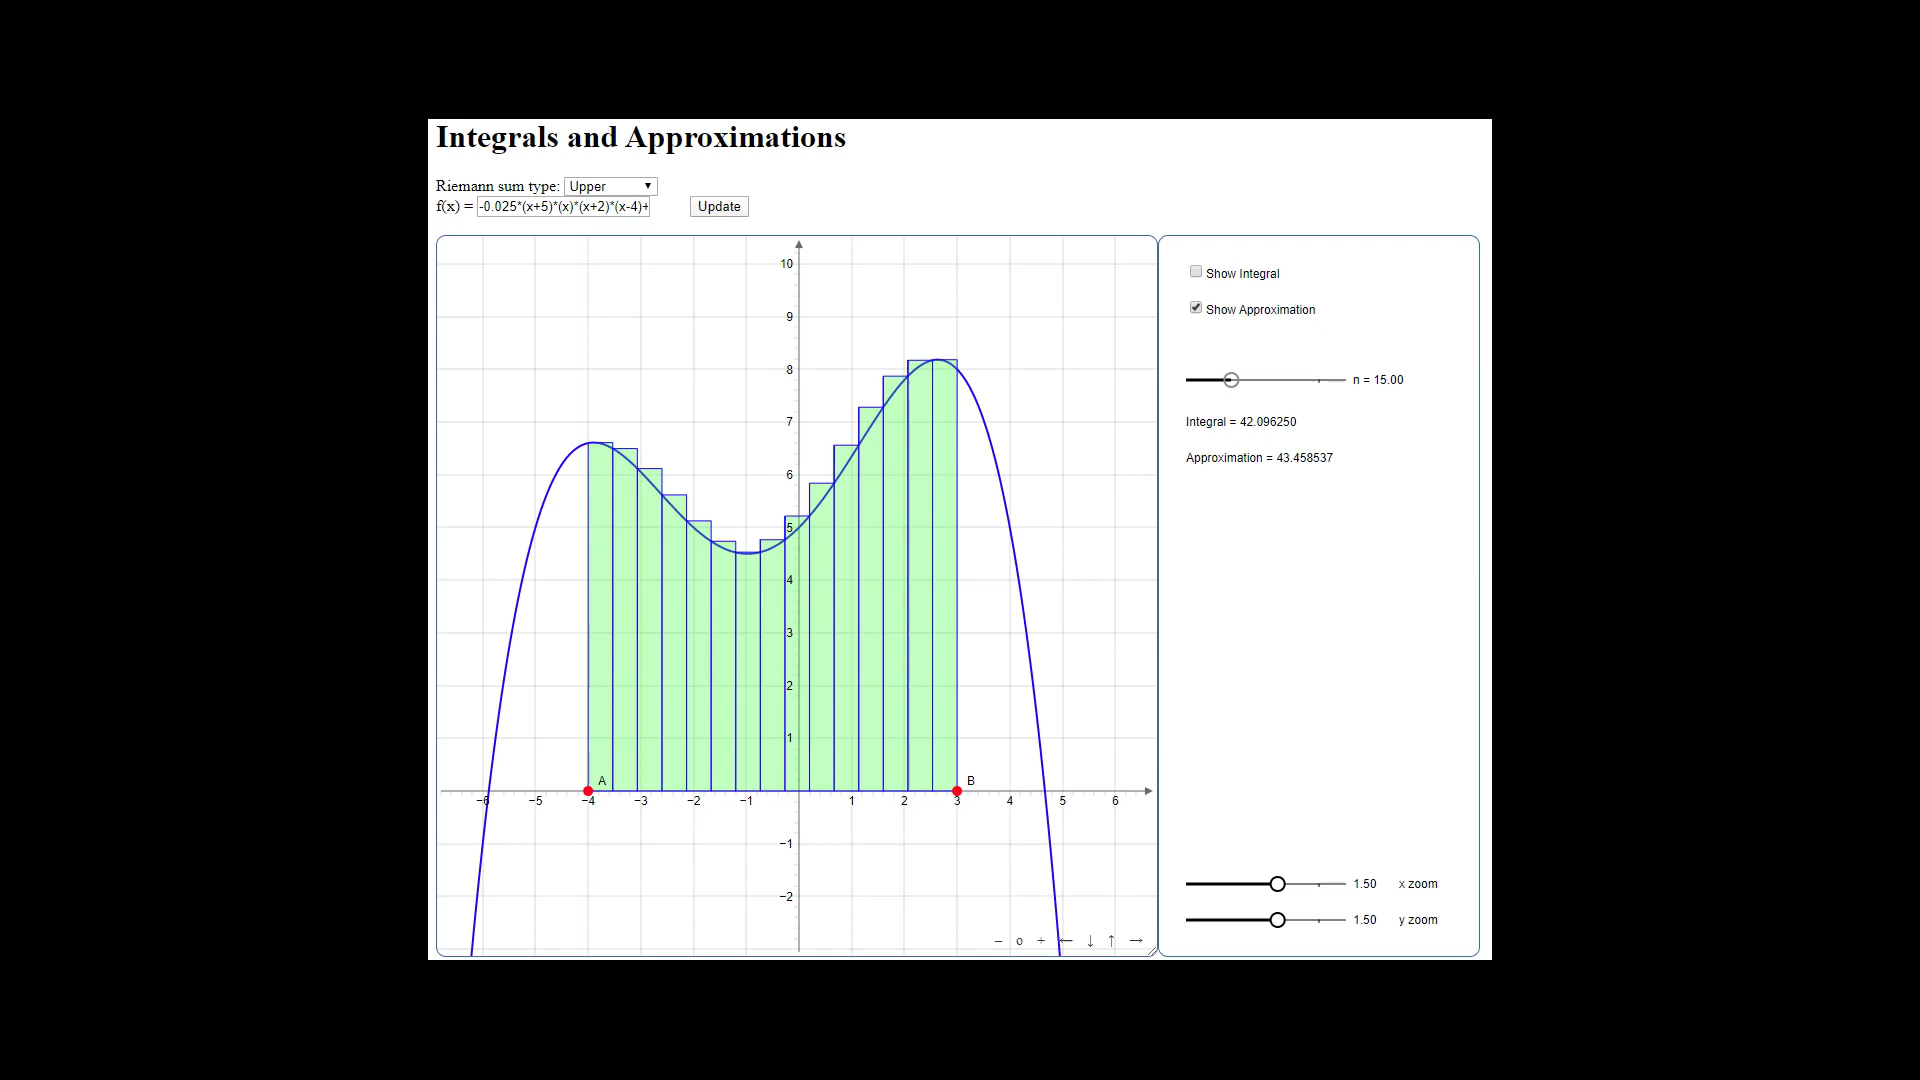 Integrals and Approximations
Riemann sum type: Upper
f(x) = -0.025*(x+5)*(x)*(x+2)*(x-4)+ Update
Show Integral
Show Approximation
n = 15.00
Integral = 42.096250
Approximation = 43.458537
10
9
8
7
6
5
4
3
2
1
A B
−6 −5 −4 −3 −2 −1 1 2 3 4 5 6
−1
−2
− o + ← ↓ ↑ →
1.50 x zoom
1.50 y zoom